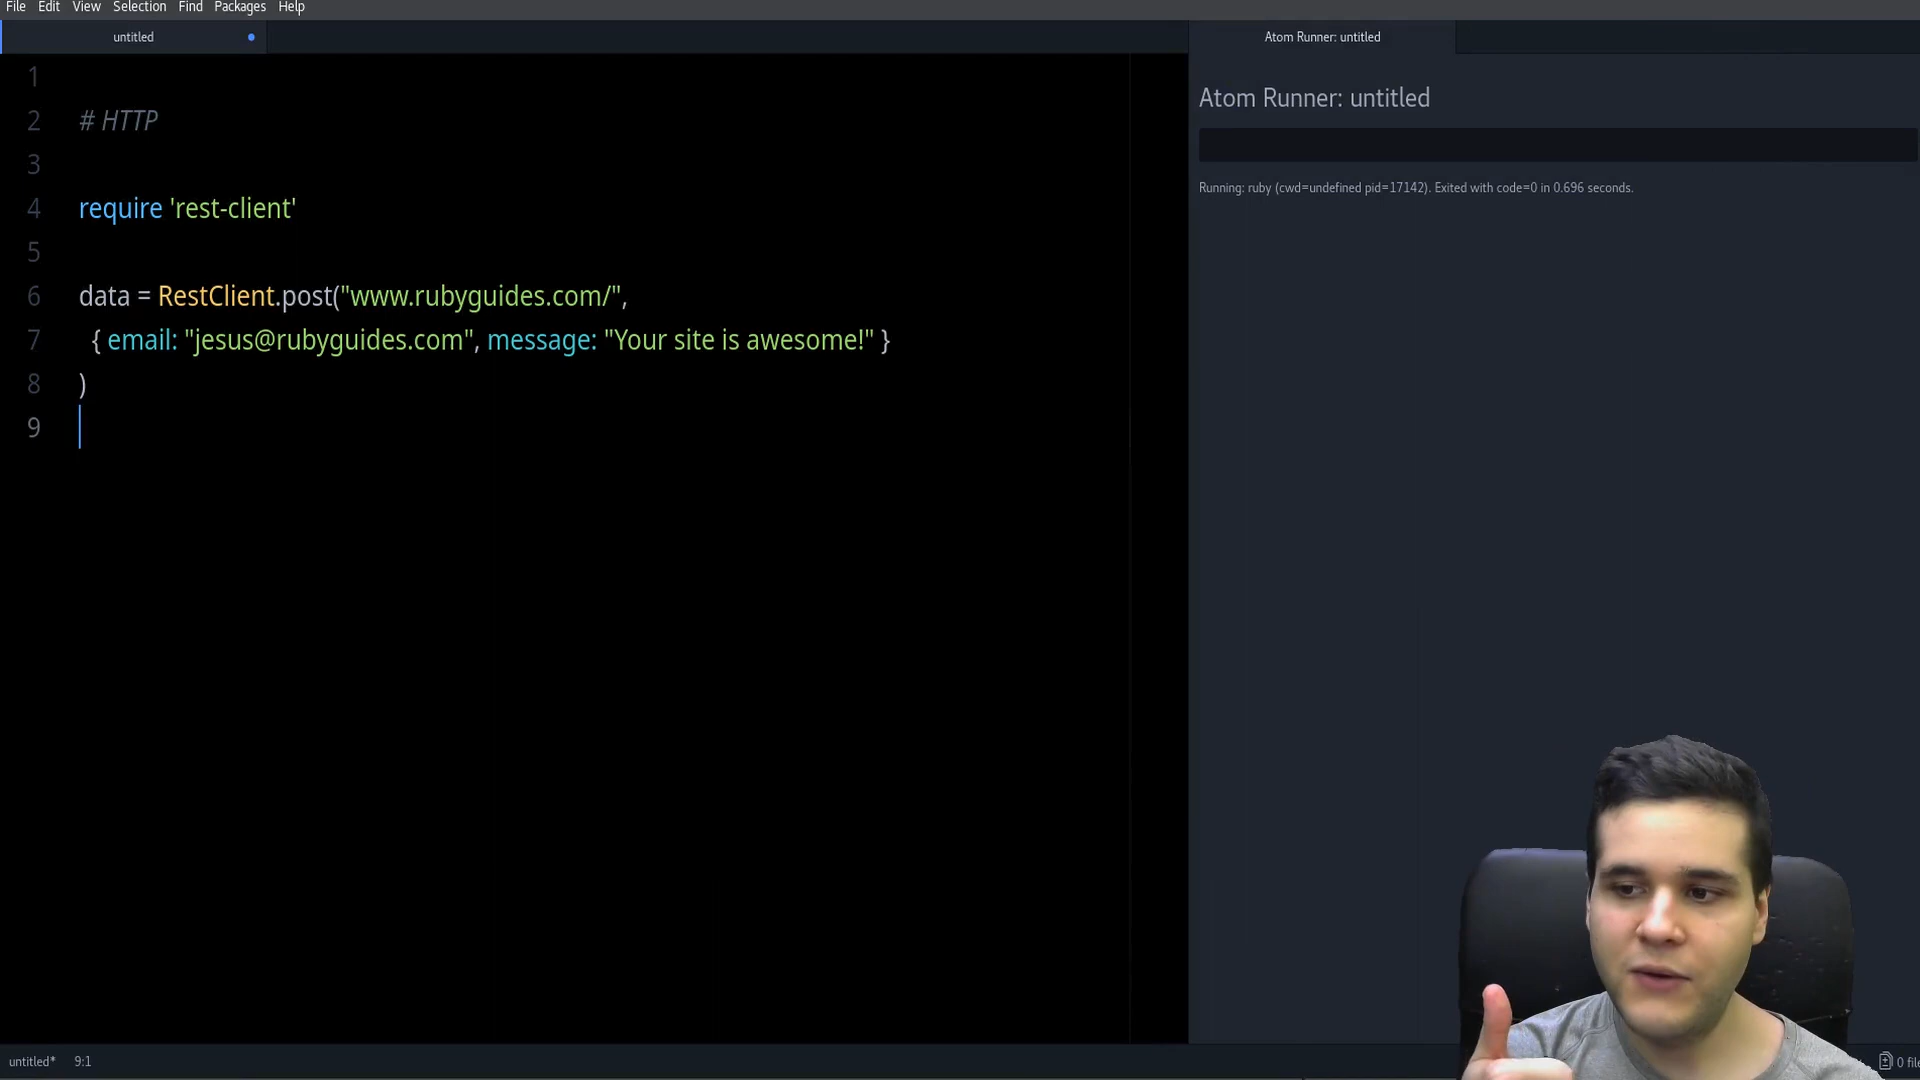 File Edit View Selection Find Packages Help
untitled
Atom Runner: untitled
1
2 # HTTP
3
4 require 'rest-client'
5
6 data = RestClient.post("www.rubyguides.com/",
7 { email: "jesus@rubyguides.com", message: "Your site is awesome!" }
8 )
9
Atom Runner: untitled
Running: ruby (cwd=undefined pid=17142). Exited with code=0 in 0.696 seconds.
untitled* 9:1
0